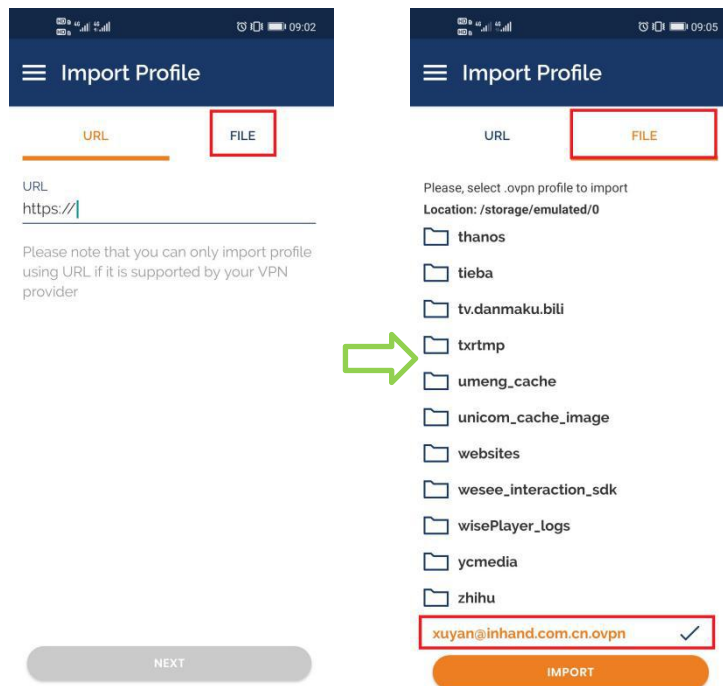 09:02
Import Profile
URL
FILE
URL
https://
Please note that you can only import profile
using URL if it is supported by your VPN
provider
NEXT
09:05
Import Profile
URL
FILE
Please, select .ovpn profile to import
Location: /storage/emulated/0
thanos
tieba
tv.danmaku.bili
txrtmp
umeng_cache
unicom_cache_image
websites
wesee_interaction_sdk
wisePlayer_logs
ycmedia
zhihu
xuyan@inhand.com.cn.ovpn
IMPORT